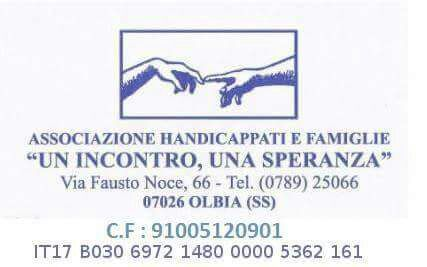 ASSOCIAZIONE HANDICAPPATI E FAMIGLIE
“UN INCONTRO, UNA SPERANZA”
Via Fausto Noce, 66 - Tel. (0789) 25066
07026 OLBIA (SS)
C.F : 91005120901
IT17 B030 6972 1480 0000 5362 161